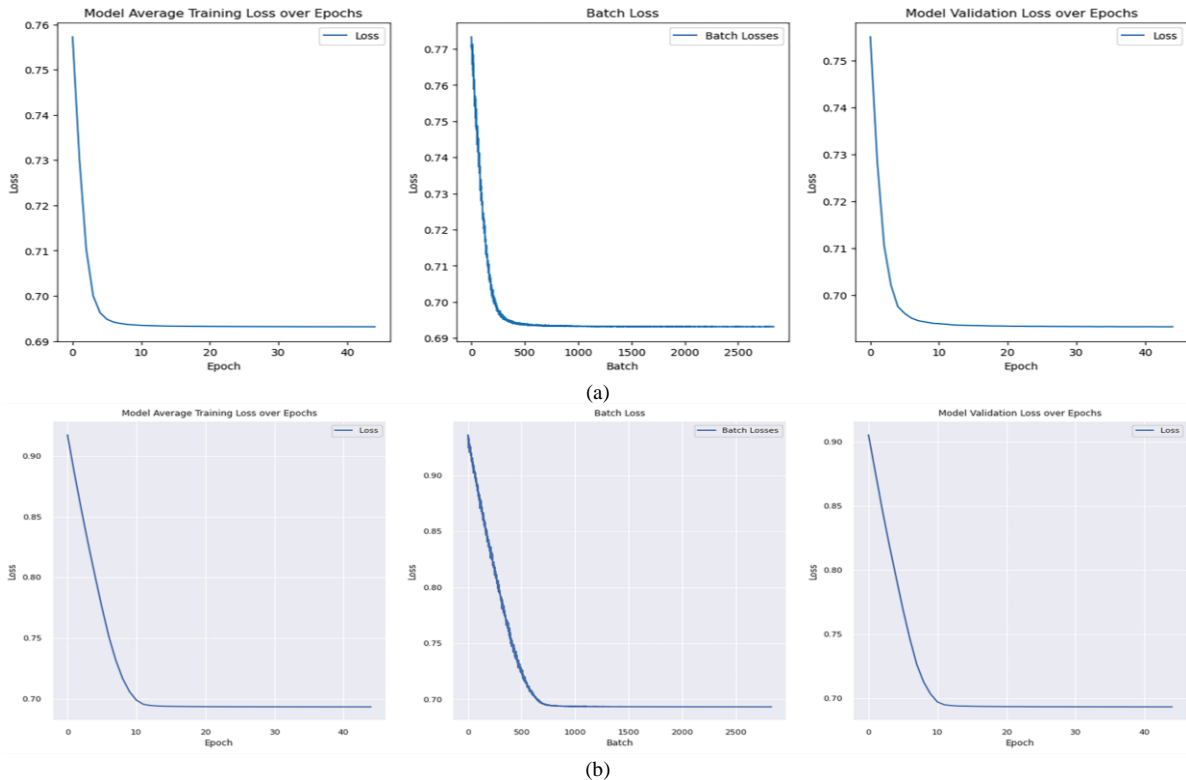 Model Average Training Loss over Epochs
Loss
0.76
0.75
0.74
0.73
0.72
0.71
0.70
0.69
Loss
0 10 20 30 40
Epoch
Batch Loss
Batch Losses
0.77
0.76
0.75
0.74
0.73
0.72
0.71
0.70
0.69
Loss
0 500 1000 1500 2000 2500
Batch
Model Validation Loss over Epochs
Loss
0.75
0.74
0.73
0.72
0.71
0.70
Loss
0 10 20 30 40
Epoch
(a)
Model Average Training Loss over Epochs
Loss
0.90
0.85
0.80
0.75
0.70
Loss
0 10 20 30 40
Epoch
Batch Loss
Batch Losses
0.90
0.85
0.80
0.75
0.70
Loss
0 500 1000 1500 2000 2500
Batch
Model Validation Loss over Epochs
Loss
0.90
0.85
0.80
0.75
0.70
Loss
0 10 20 30 40
Epoch
(b)